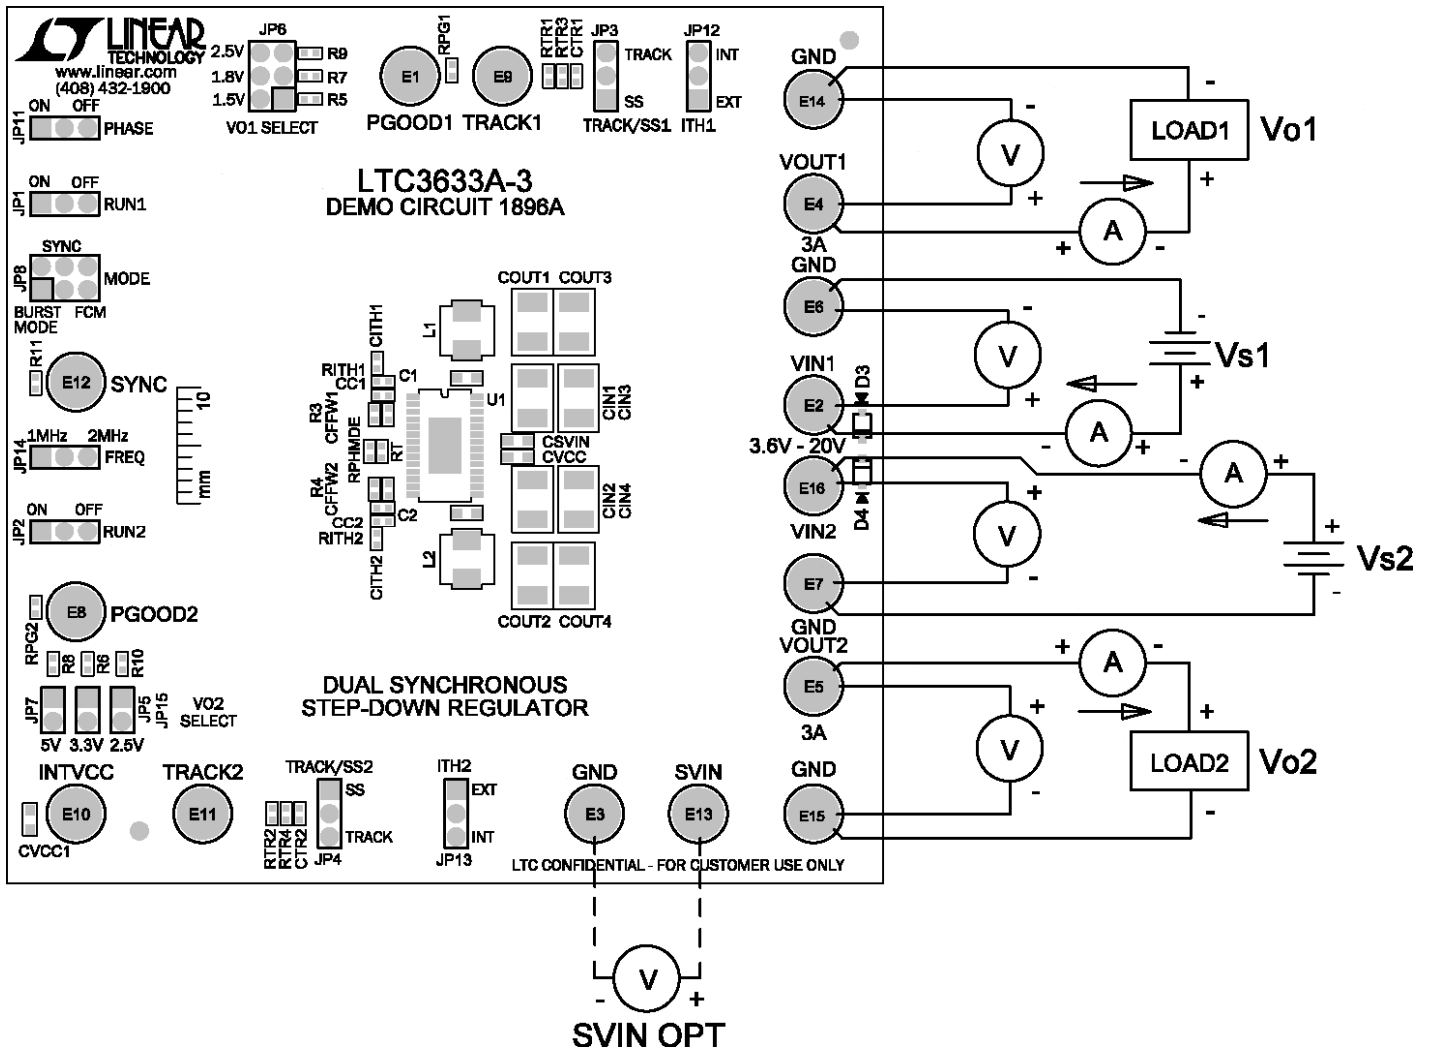 LINEAR
TECHNOLOGY
www.linear.com
(408) 432-1900
JP6
2.5V
R9
1.8V
R7
1.5V
R5
VO1 SELECT
E1
PGOOD1
RPG1
E9
TRACK1
RTR1
RTR3
CTR1
JP3
TRACK
SS
TRACK/SS1
JP12
INT
EXT
ITH1
JP11
ON OFF
PHASE
JP1
ON OFF
RUN1
LTC3633A-3
DEMO CIRCUIT 1896A
SYNC
JP8
MODE
BURST FCM
MODE
R11
E12
SYNC
10
mm
1MHz 2MHz
JP14
FREQ
ON OFF
JP2
RUN2
COUT1 COUT3
L1
CITH1
RITH1
CC1
C1
R3
CFFW1
U1
CIN1
CIN3
RPHMDE
RT
CSVIN
CVCC
R4
CFFW2
CIN2
CIN4
CC2
C2
RITH2
CITH2
L2
COUT2 COUT4
RPG2
E8
PGOOD2
R8
R6
R10
JP7
JP5
JP15
VO2
SELECT
5V 3.3V 2.5V
DUAL SYNCHRONOUS
STEP-DOWN REGULATOR
INTVCC
E10
CVCC1
TRACK2
E11
RTR2
RTR4
CTR2
TRACK/SS2
SS
TRACK
JP4
ITH2
EXT
INT
JP13
GND
E3
SVIN
E13
LTC CONFIDENTIAL - FOR CUSTOMER USE ONLY
- V +
SVIN OPT
GND
E14
-
V
+
-
LOAD1
Vo1
+
VOUT1
E4
3A
+ A -
GND
E6
-
V
+
-
Vs1
+
VIN1
E2
D3
- A +
3.6V - 20V
E16
D4
VIN2
- A +
+
V
-
+
Vs2
-
E7
GND
VOUT2
E5
3A
+ A -
+
V
-
+
LOAD2
Vo2
-
GND
E15